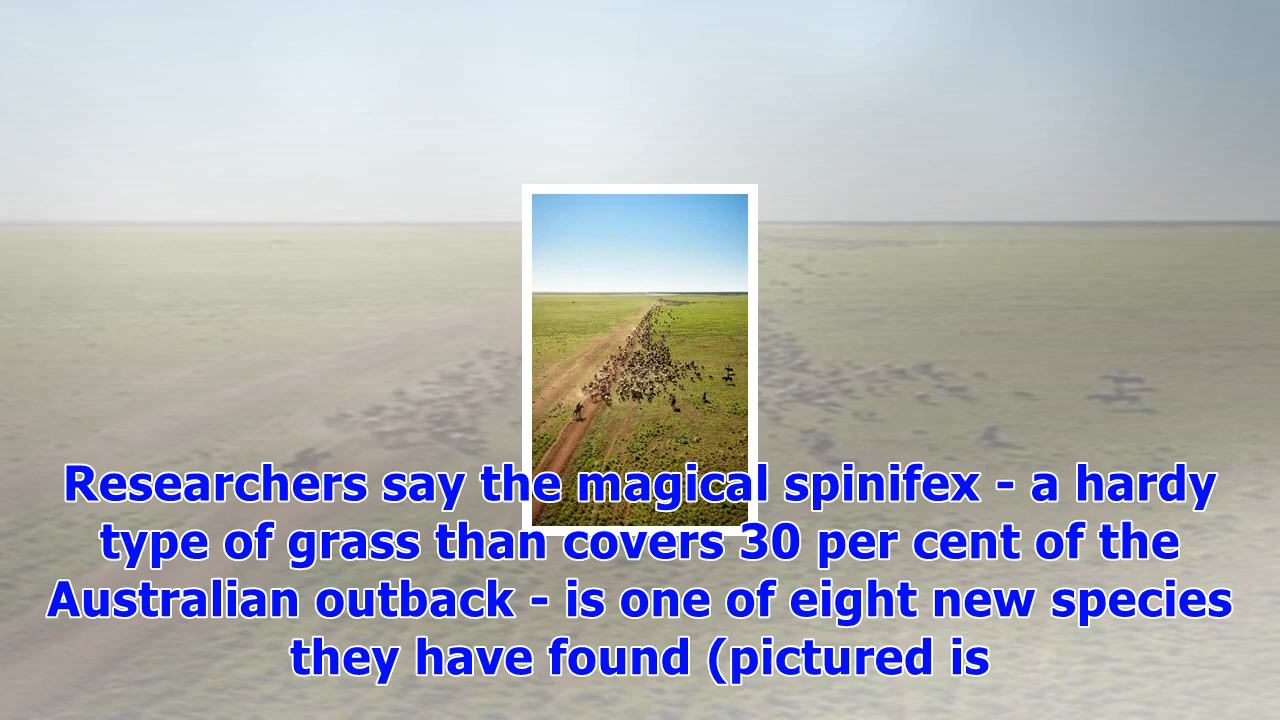 Researchers say the magical spinifex - a hardy
type of grass than covers 30 per cent of the
Australian outback - is one of eight new species
they have found (pictured is